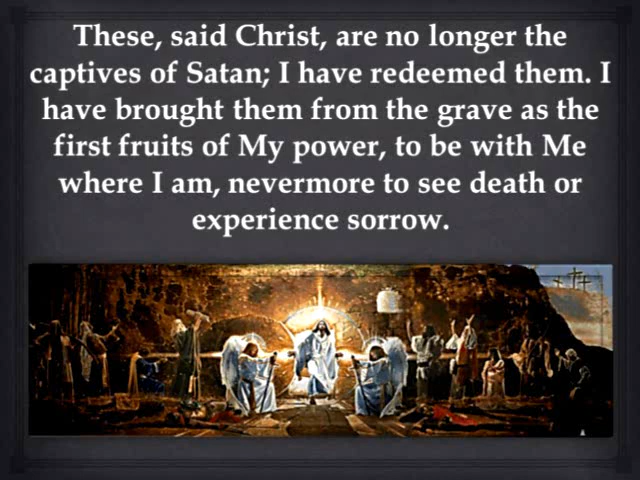 These, said Christ, are no longer the
captives of Satan; I have redeemed them. I
have brought them from the grave as the
first fruits of My power, to be with Me
where I am, nevermore to see death or
experience sorrow.